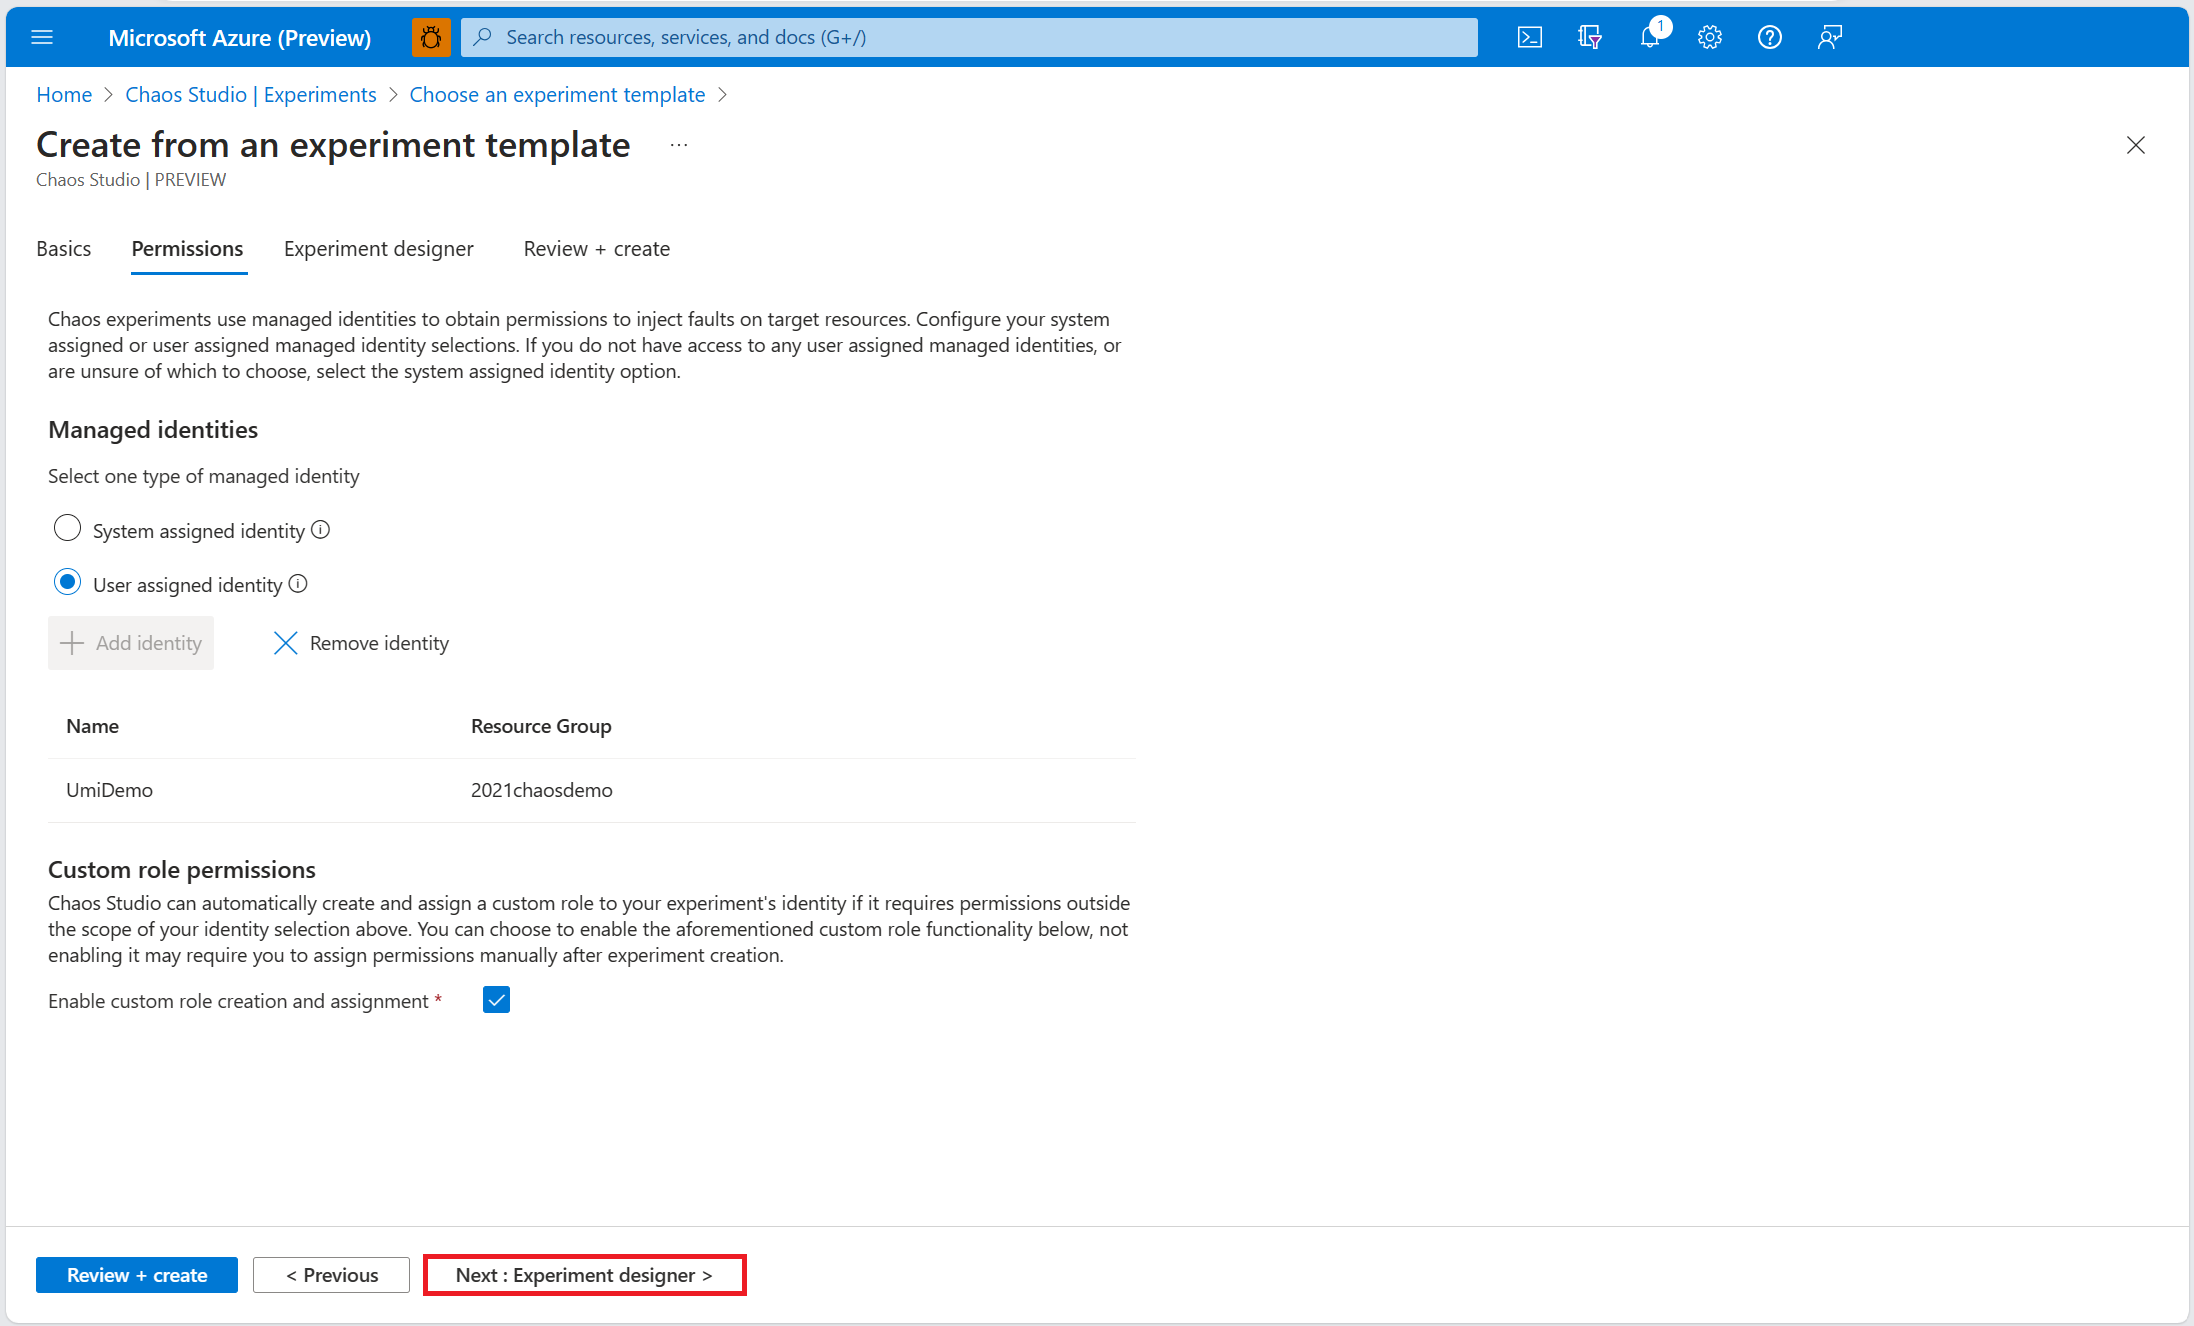 Microsoft Azure (Preview)
Search resources, services, and docs (G+/)
1
Home > Chaos Studio | Experiments > Choose an experiment template >
Create from an experiment template ...
Chaos Studio | PREVIEW
Basics Permissions Experiment designer Review + create
Chaos experiments use managed identities to obtain permissions to inject faults on target resources. Configure your system
assigned or user assigned managed identity selections. If you do not have access to any user assigned managed identities, or
are unsure of which to choose, select the system assigned identity option.
Managed identities
Select one type of managed identity
System assigned identity
User assigned identity
Add identity Remove identity
Name Resource Group
UmiDemo 2021chaosdemo
Custom role permissions
Chaos Studio can automatically create and assign a custom role to your experiment's identity if it requires permissions outside
the scope of your identity selection above. You can choose to enable the aforementioned custom role functionality below, not
enabling it may require you to assign permissions manually after experiment creation.
Enable custom role creation and assignment *
Review + create < Previous Next : Experiment designer >